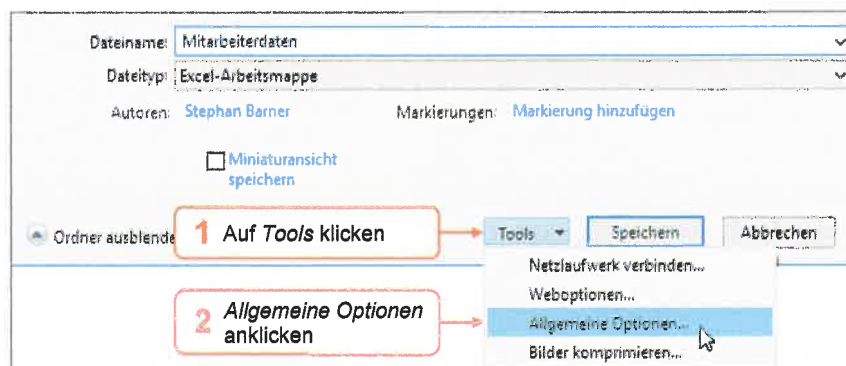 Dateiname: Mitarbeiterdaten
Dateityp: Excel-Arbeitsmappe
Autoren: Stephan Barner Markierungen: Markierung hinzufügen
Miniaturansicht
speichern
Ordner ausblende 1 Auf Tools klicken Tools Speichern Abbrechen
Netzlaufwerk verbinden...
Weboptionen...
2 Allgemeine Optionen
anklicken
Allgemeine Optionen...
Bilder komprimieren...